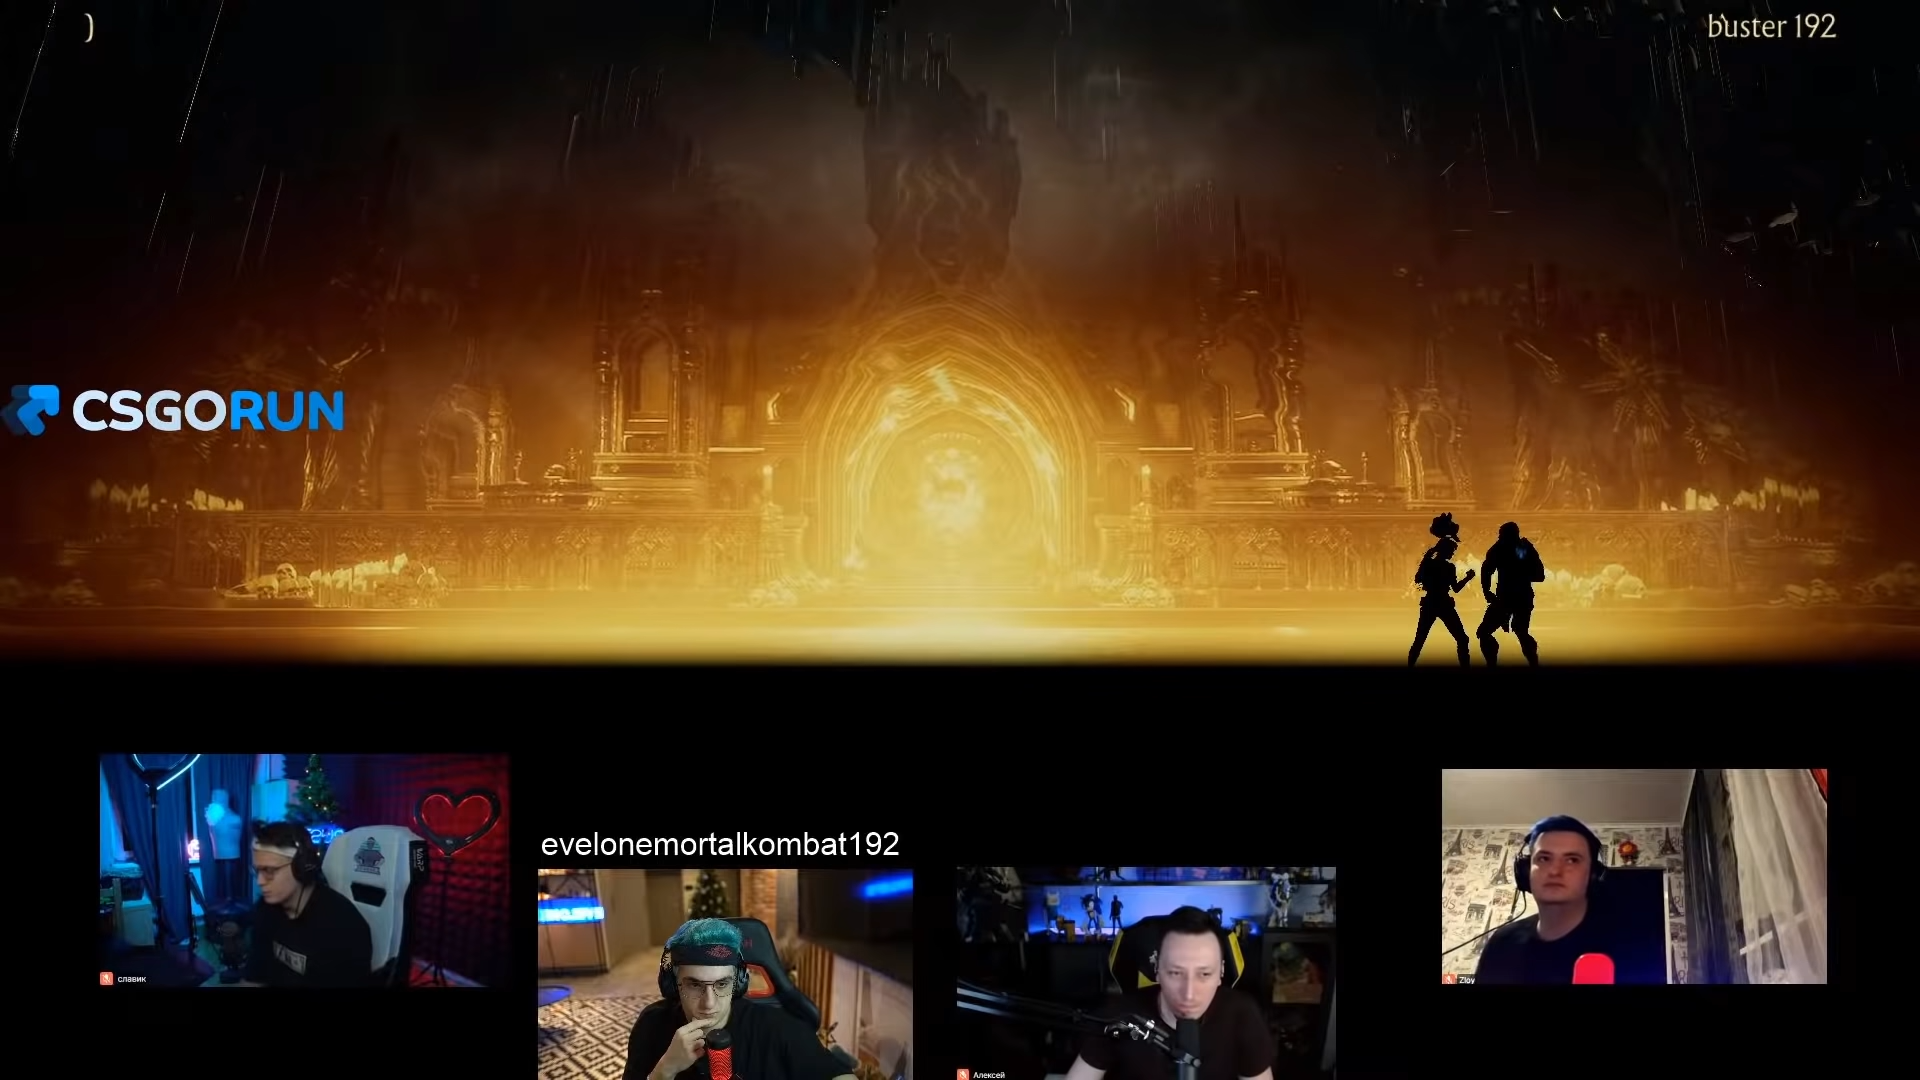 )
buster 192
CSGORUN
evelonemortalkombat192
славик
Алексей
Zloy